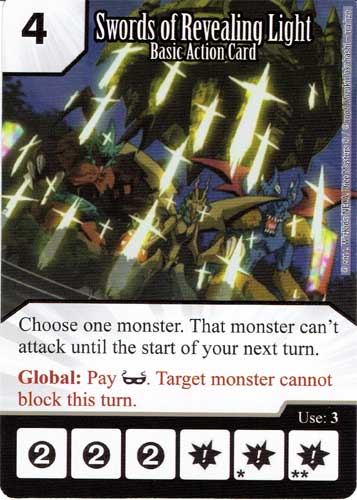 4
Swords of Revealing Light
Basic Action Card
Choose one monster. That monster can't
attack until the start of your next turn.
Global: Pay . Target monster cannot
block this turn.
Use: 3
2 2 2 ! ! !
* **